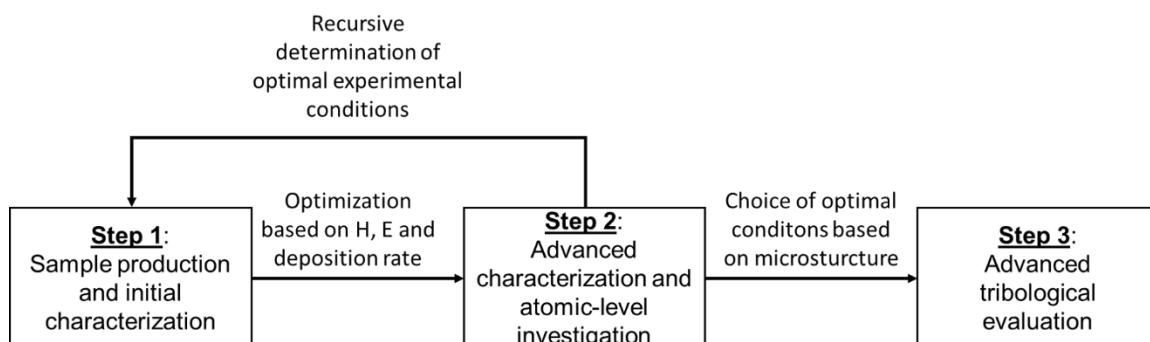 Recursive
determination of
optimal experimental
conditions
Step 1:
Sample production
and initial
characterization
Optimization
based on H, E and
deposition rate
Step 2:
Advanced
characterization and
atomic-level
investigation
Choice of optimal
conditons based
on microsturcture
Step 3:
Advanced
tribological
evaluation